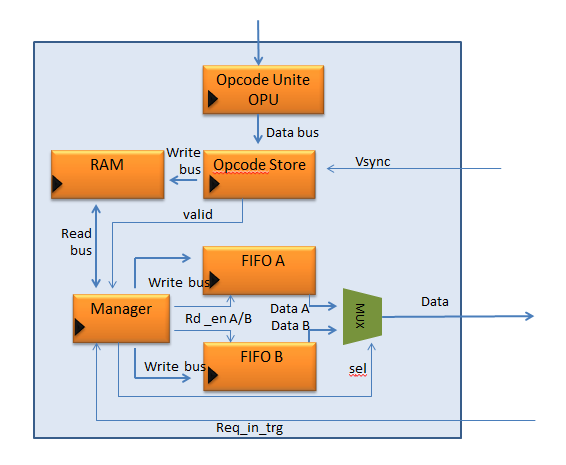 Opcode Unite
OPU
Data bus
Write
bus
RAM
Opcode Store
Vsync
valid
Read
bus
FIFO A
Write bus
Manager
Rd _en A/B
Data A
Data B
MUX
Data
FIFO B
Write bus
sel
Req_in_trg